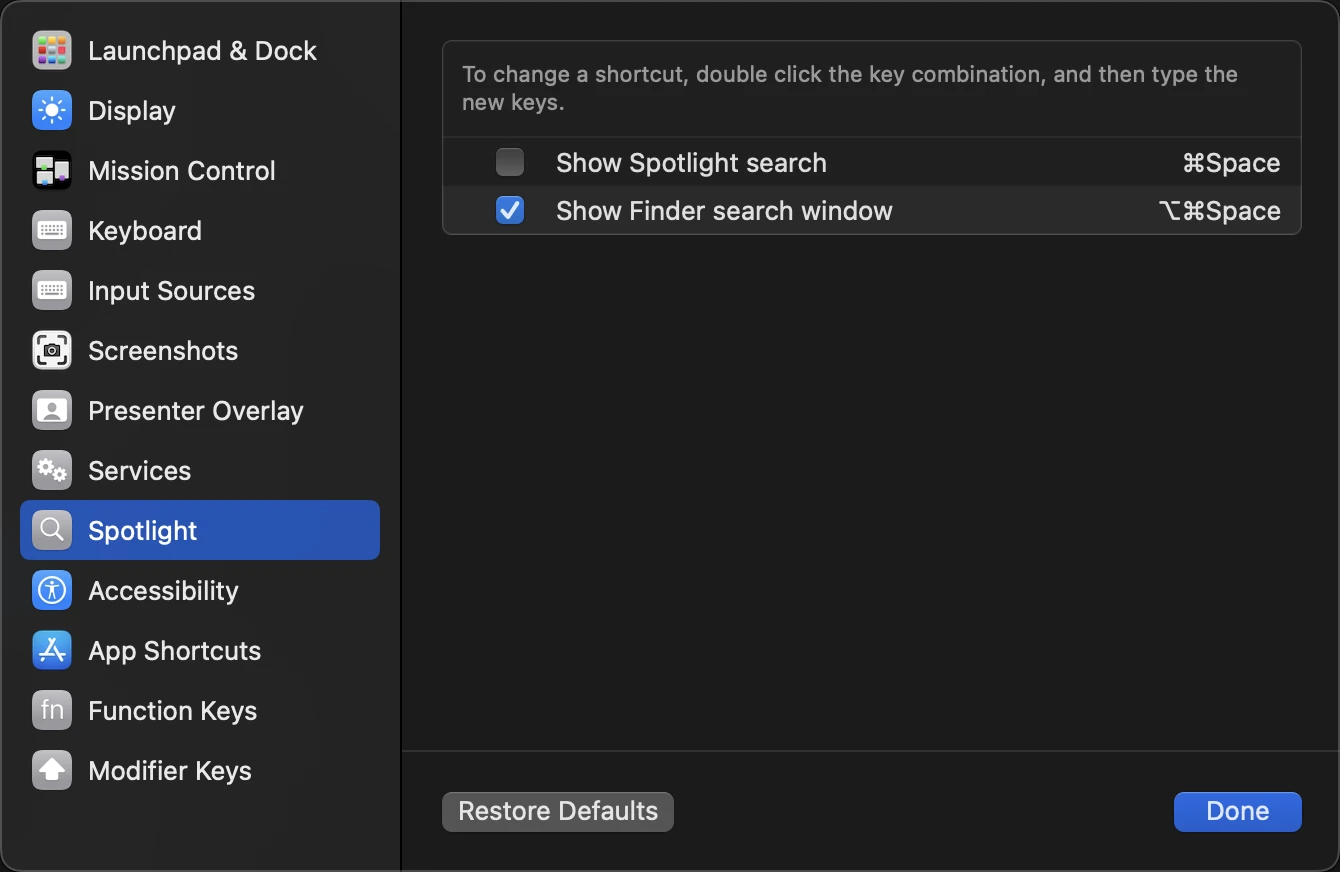 Launchpad & Dock
Display
Mission Control
Keyboard
Input Sources
Screenshots
Presenter Overlay
Services
Spotlight
Accessibility
App Shortcuts
fn Function Keys
Modifier Keys
To change a shortcut, double click the key combination, and then type the
new keys.
Show Spotlight search ⌘Space
Show Finder search window ⌥⌘Space
Restore Defaults
Done